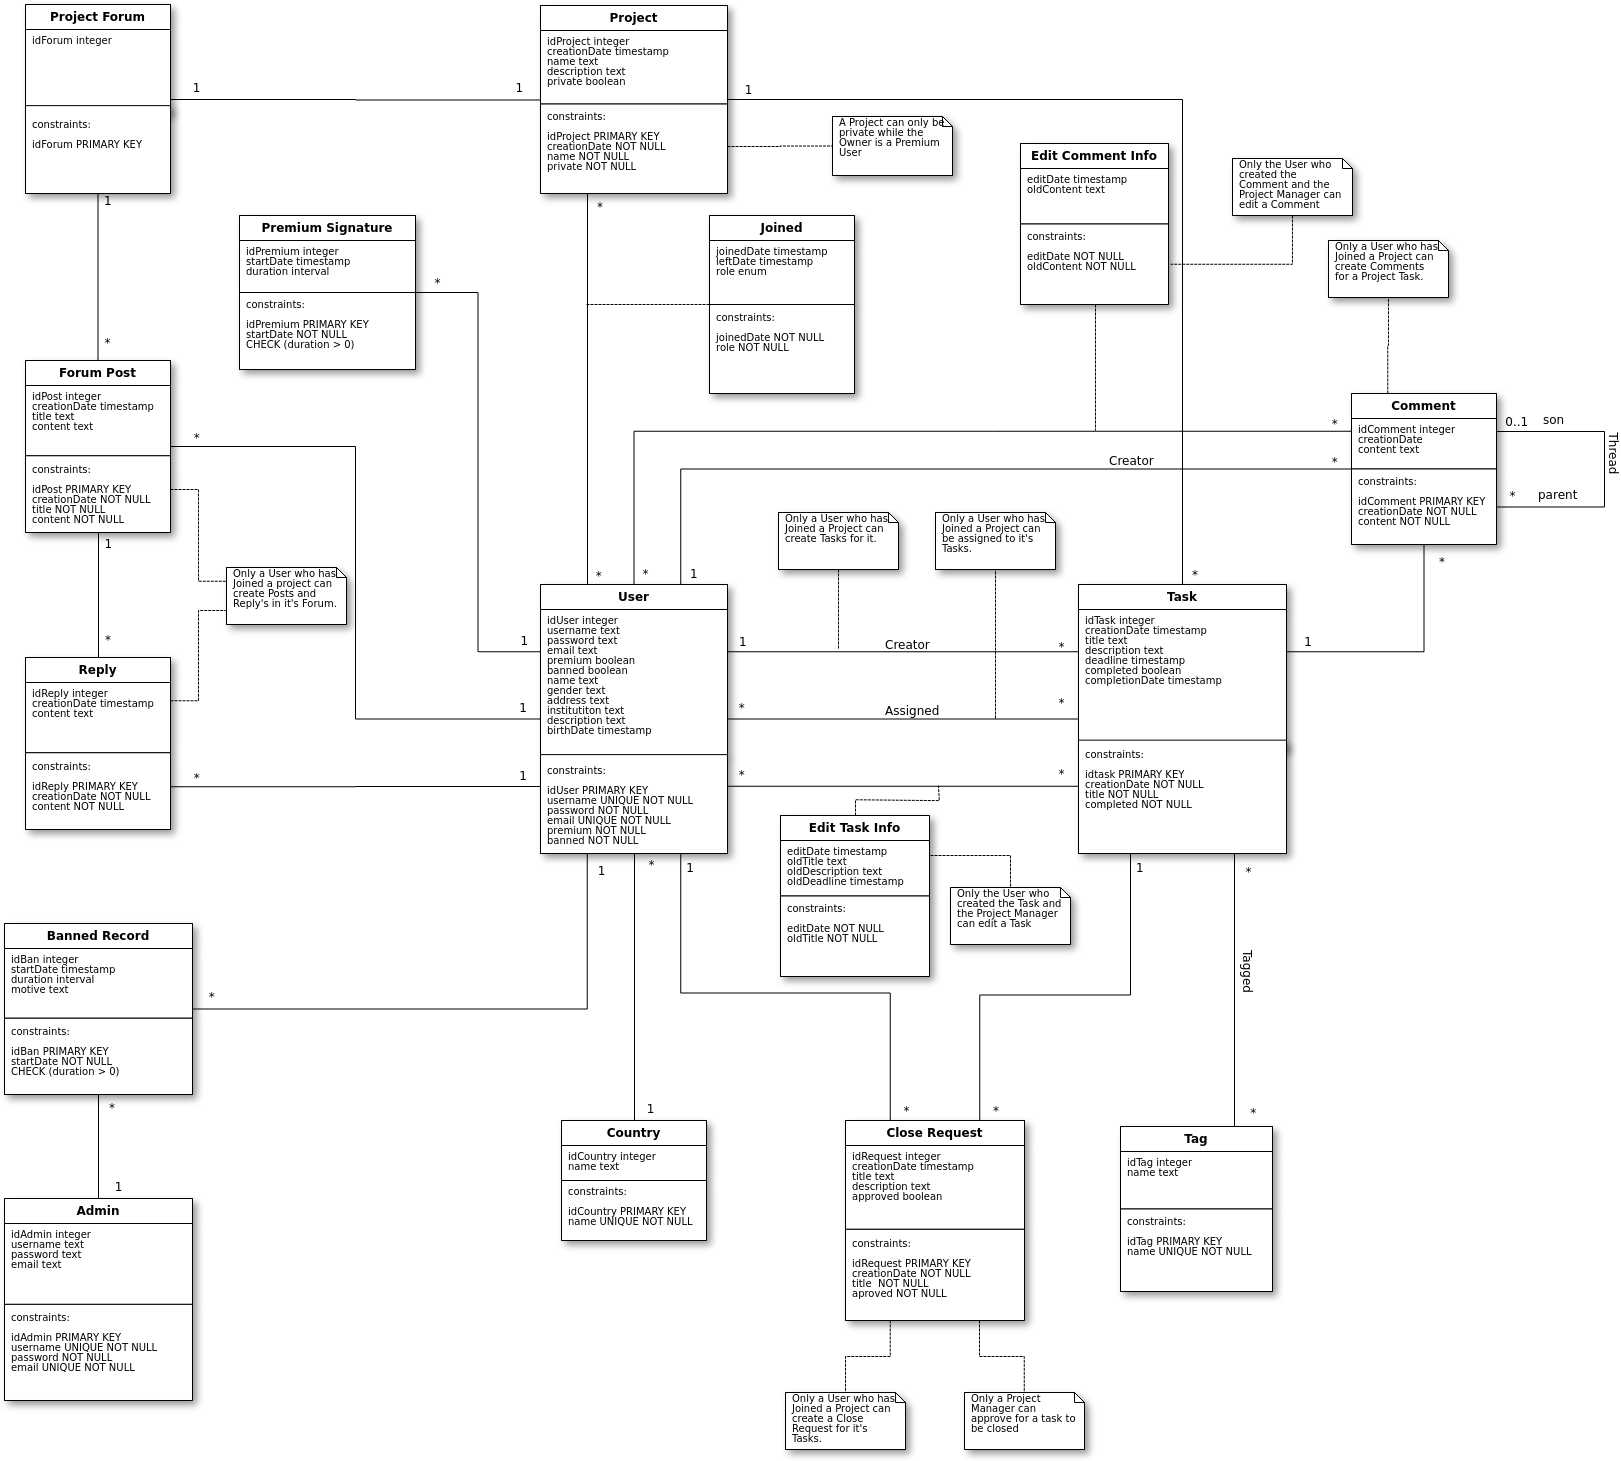 Project Forum
idForum integer
constraints:
idForum PRIMARY KEY
1
1
1
*
Project
idProject integer
creationDate timestamp
name text
description text
private boolean
constraints:
idProject PRIMARY KEY
creationDate NOT NULL
name NOT NULL
private NOT NULL
1
*
A Project can only be
private while the
Owner is a Premium
User
Edit Comment Info
editDate timestamp
oldContent text
constraints:
editDate NOT NULL
oldContent NOT NULL
Only the User who
created the
Comment and the
Project Manager can
edit a Comment
Only a User who has
Joined a Project can
create Comments
for a Project Task.
Premium Signature
idPremium integer
startDate timestamp
duration interval
constraints:
idPremium PRIMARY KEY
startDate NOT NULL
CHECK (duration > 0)
*
Joined
joinedDate timestamp
leftDate timestamp
role enum
constraints:
joinedDate NOT NULL
role NOT NULL
Forum Post
idPost integer
creationDate timestamp
title text
content text
constraints:
idPost PRIMARY KEY
creationDate NOT NULL
title NOT NULL
content NOT NULL
*
1
*
Comment
idComment integer
creationDate
content text
constraints:
idComment PRIMARY KEY
creationDate NOT NULL
content NOT NULL
*
Creator
*
0..1
son
Thread
*
parent
*
Only a User who has
Joined a project can
create Posts and
Reply's in it's Forum.
Only a User who has
Joined a Project can
create Tasks for it.
Only a User who has
Joined a Project can
be assigned to it's
Tasks.
*
*
1
*
Reply
idReply integer
creationDate timestamp
content text
constraints:
idReply PRIMARY KEY
creationDate NOT NULL
content NOT NULL
*
1
1
1
User
idUser integer
username text
password text
email text
premium boolean
banned boolean
name text
gender text
address text
institutiton text
description text
birthDate timestamp
constraints:
idUser PRIMARY KEY
username UNIQUE NOT NULL
password NOT NULL
email UNIQUE NOT NULL
premium NOT NULL
banned NOT NULL
1
Creator
*
*
Assigned
*
*
*
Task
idTask integer
creationDate timestamp
title text
description text
deadline timestamp
completed boolean
completionDate timestamp
constraints:
idtask PRIMARY KEY
creationDate NOT NULL
title NOT NULL
completed NOT NULL
1
Edit Task Info
editDate timestamp
oldTitle text
oldDescription text
oldDeadline timestamp
constraints:
editDate NOT NULL
oldTitle NOT NULL
Only the User who
created the Task and
the Project Manager
can edit a Task
1
*
1
1
*
Tagged
Banned Record
idBan integer
startDate timestamp
duration interval
motive text
constraints:
idBan PRIMARY KEY
startDate NOT NULL
CHECK (duration > 0)
*
*
1
Admin
idAdmin integer
username text
password text
email text
constraints:
idAdmin PRIMARY KEY
username UNIQUE NOT NULL
password NOT NULL
email UNIQUE NOT NULL
1
Country
idCountry integer
name text
constraints:
idCountry PRIMARY KEY
name UNIQUE NOT NULL
*
*
Close Request
idRequest integer
creationDate timestamp
title text
description text
approved boolean
constraints:
idRequest PRIMARY KEY
creationDate NOT NULL
title  NOT NULL
aproved NOT NULL
*
Tag
idTag integer
name text
constraints:
idTag PRIMARY KEY
name UNIQUE NOT NULL
Only a User who has
Joined a Project can
create a Close
Request for it's
Tasks.
Only a Project
Manager can
approve for a task to
be closed